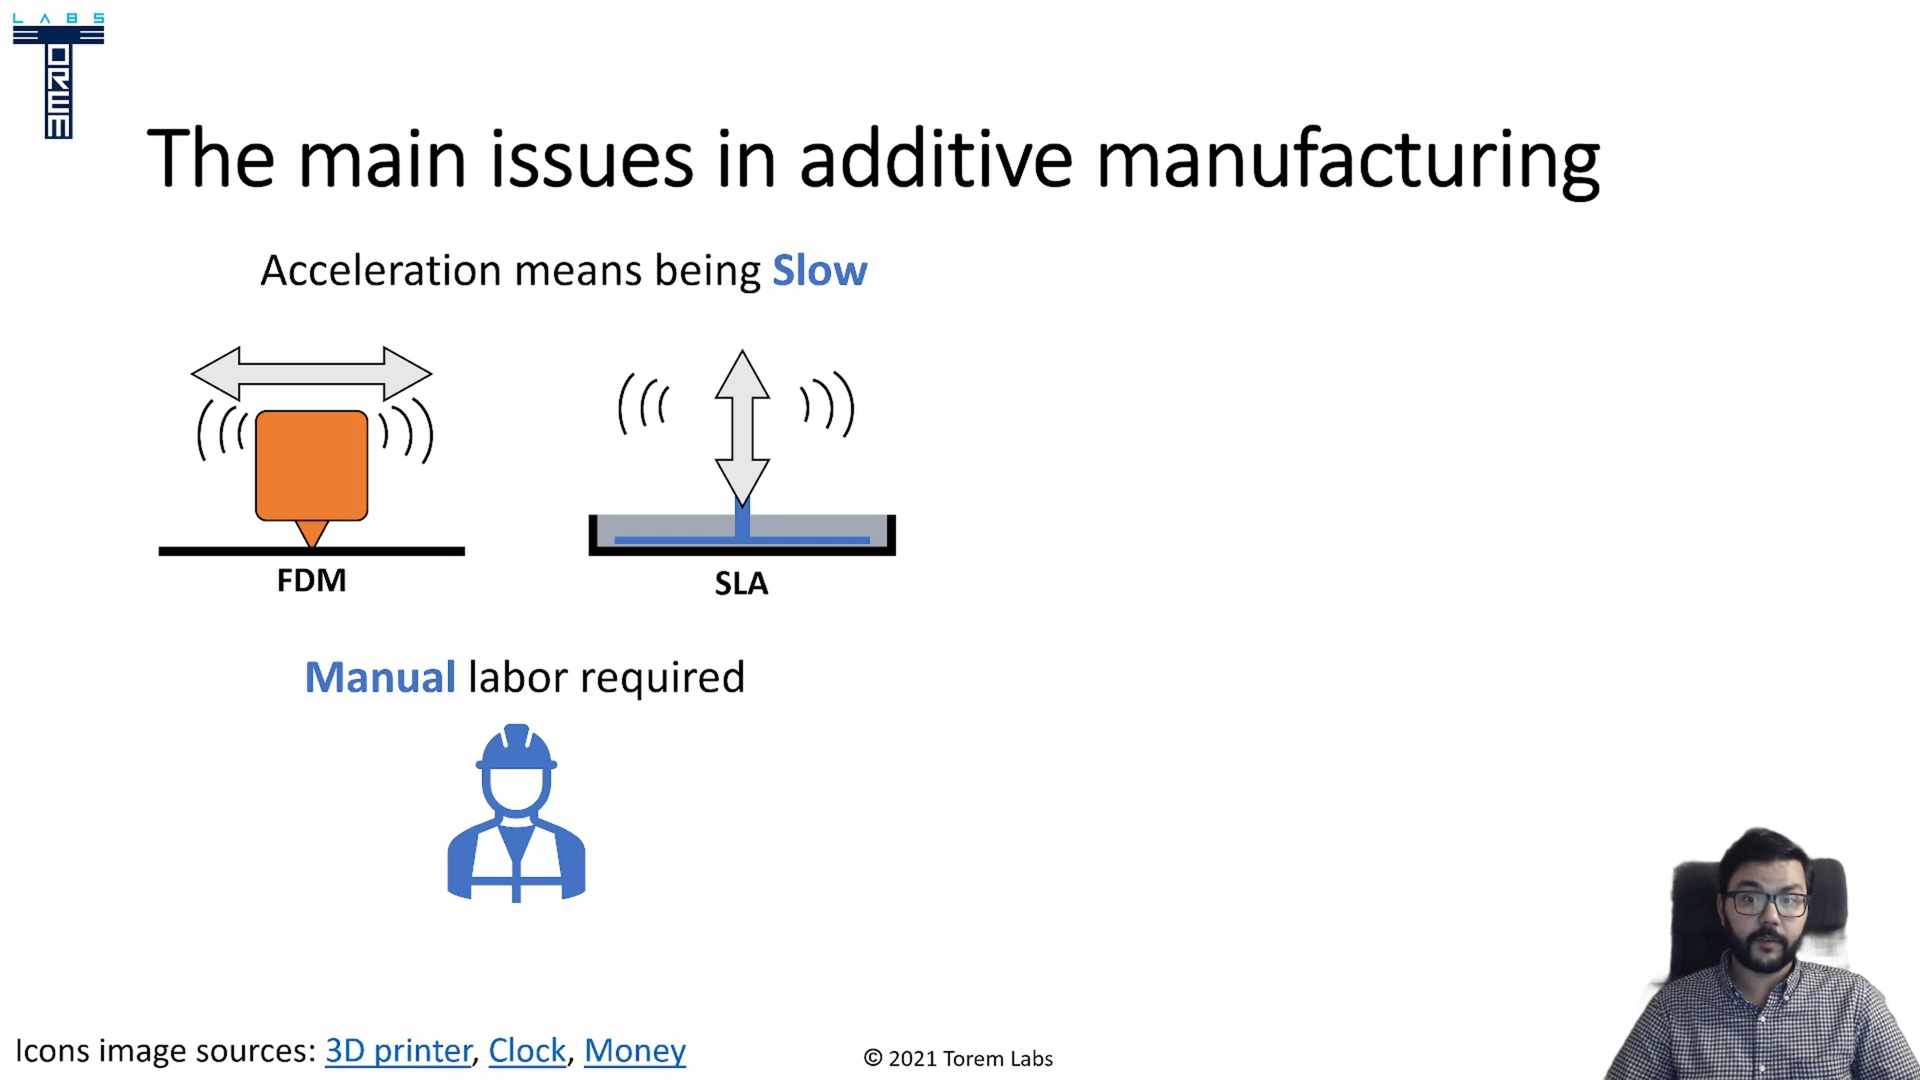 LABS
TOREM
The main issues in additive manufacturing
Acceleration means being Slow
FDM
SLA
Manual labor required
Icons image sources: 3D printer, Clock, Money
© 2021 Torem Labs